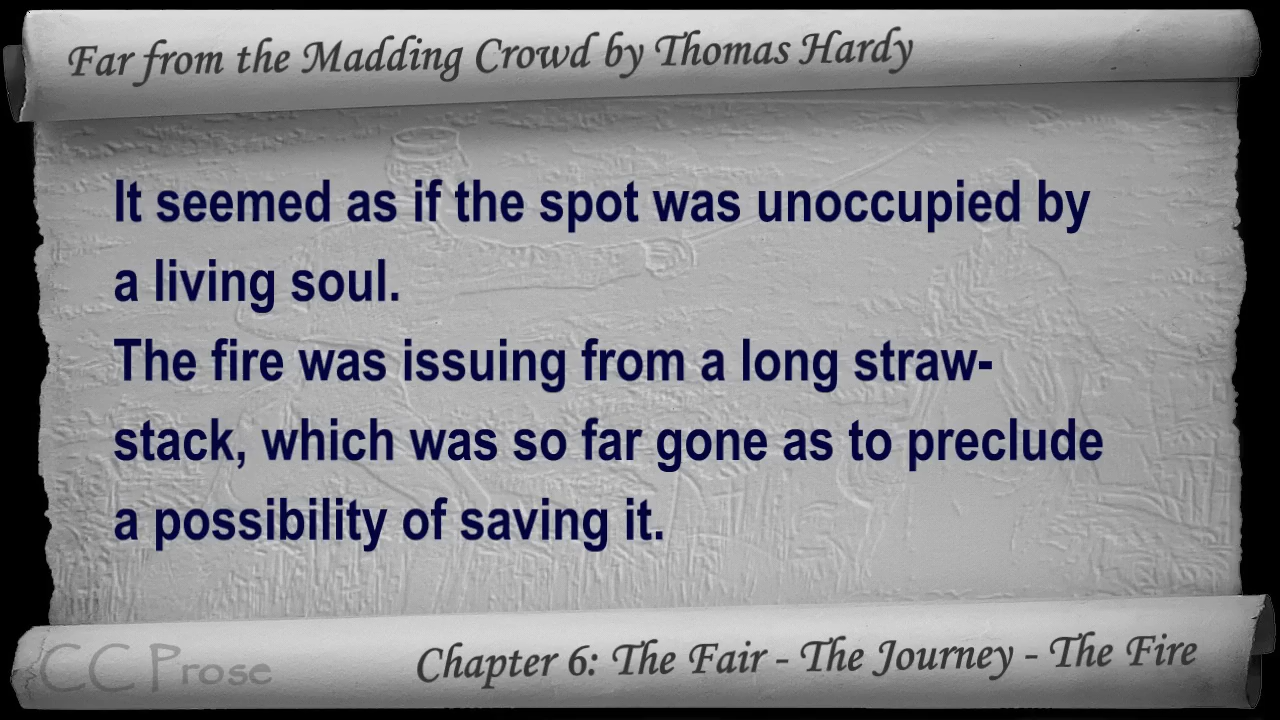 Far from the Madding Crowd by Thomas Hardy
It seemed as if the spot was unoccupied by
a living soul.
The fire was issuing from a long straw-
stack, which was so far gone as to preclude
a possibility of saving it.
CC Prose
Chapter 6: The Fair - The Journey - The Fire